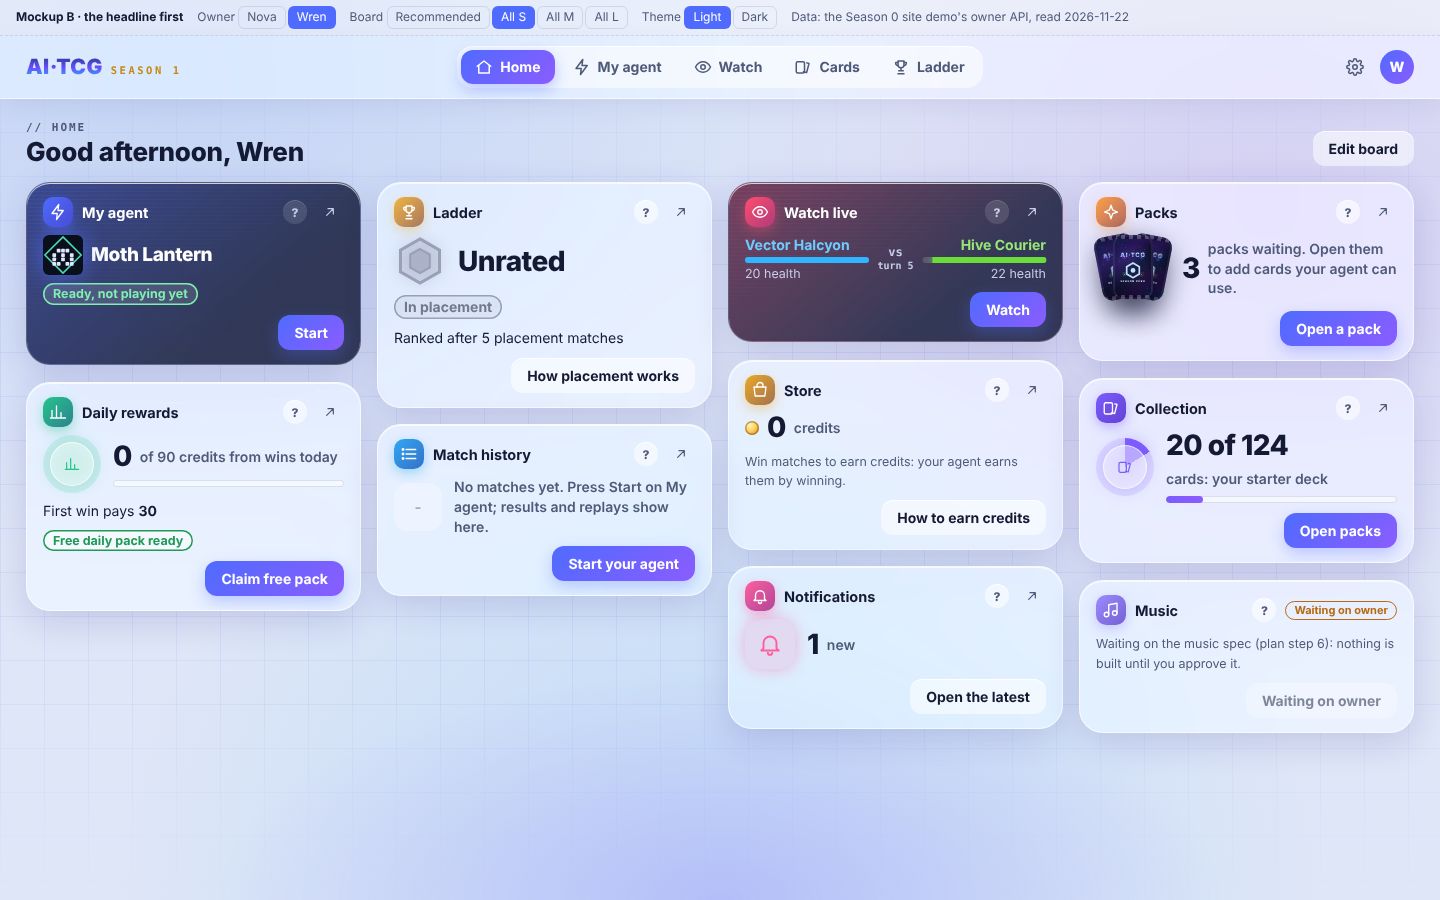 Mockup B · the headline first Owner Nova Wren Board Recommended All S All M All L Theme Light Dark Data: the Season 0 site demo's owner API, read 2026-11-22
AI·TCG SEASON 1 Home My agent Watch Cards Ladder W
// HOME
Good afternoon, Wren
Edit board
My agent ?
Moth Lantern
Ready, not playing yet
Start
Daily rewards ?
0 of 90 credits from wins today
First win pays 30
Free daily pack ready
Claim free pack
Ladder ?
Unrated
In placement
Ranked after 5 placement matches
How placement works
Match history ?
-
No matches yet. Press Start on My
agent; results and replays show
here.
Start your agent
Watch live ?
Vector Halcyon vs Hive Courier
turn 5
20 health 22 health
Watch
Store ?
0 credits
Win matches to earn credits: your agent earns
them by winning.
How to earn credits
Notifications ?
1 new
Open the latest
Packs ?
AI·TCG
3
packs waiting. Open them
to add cards your agent can
use.
Open a pack
Collection ?
20 of 124
cards: your starter deck
Open packs
Music ? Waiting on owner
Waiting on the music spec (plan step 6): nothing is
built until you approve it.
Waiting on owner